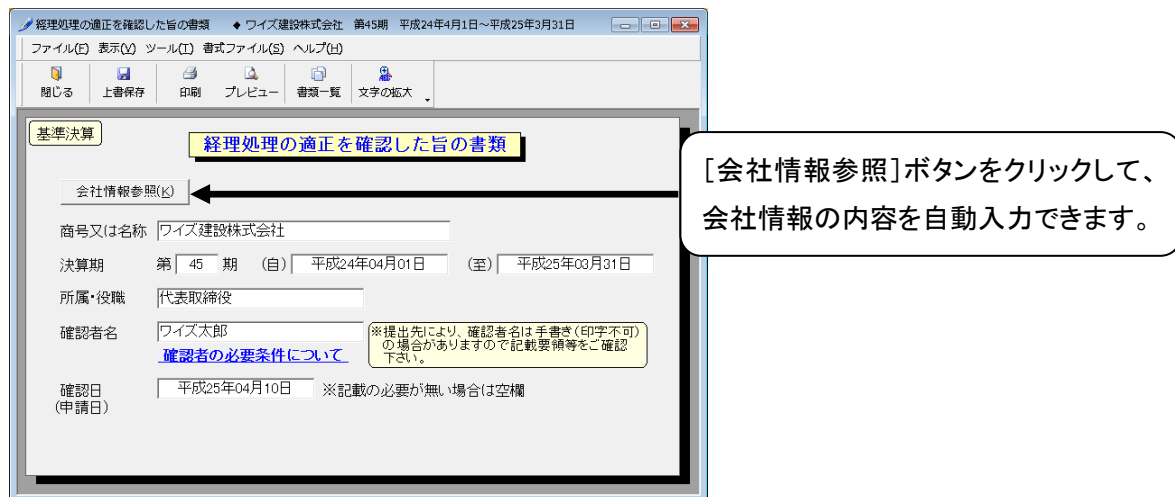 経理処理の適正を確認した旨の書類 ◆ ワイズ建設株式会社 第45期 平成24年4月1日～平成25年3月31日
ファイル(F) 表示(V) ツール(T) 書式ファイル(S) ヘルプ(H)
閉じる 上書保存 印刷 プレビュー 書類一覧 文字の拡大
基準決算
経理処理の適正を確認した旨の書類
会社情報参照(K)
［会社情報参照］ボタンをクリックして、
会社情報の内容を自動入力できます。
商号又は名称 ワイズ建設株式会社
決算期 第 45 期 (自) 平成24年04月01日 (至) 平成25年03月31日
所属・役職 代表取締役
確認者名 ワイズ太郎
※提出先により、確認者名は手書き(印字不可)
の場合がありますので記載要領等をご確認
下さい。
確認者の必要条件について
確認日 平成25年04月10日 ※記載の必要が無い場合は空欄
(申請日)